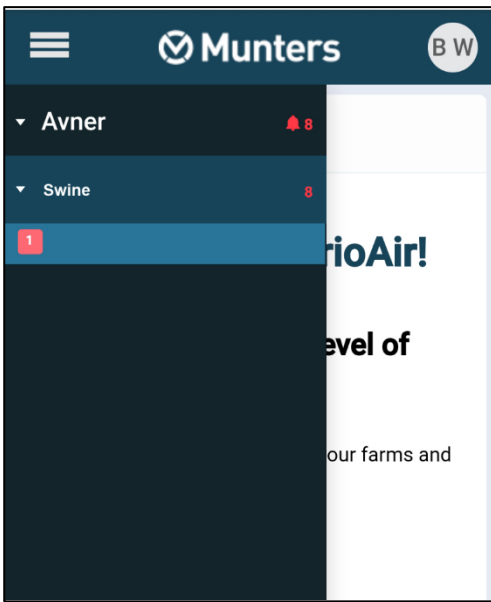 Munters
B W
Avner 8
Swine 8
1
rioAir!
evel of
our farms and